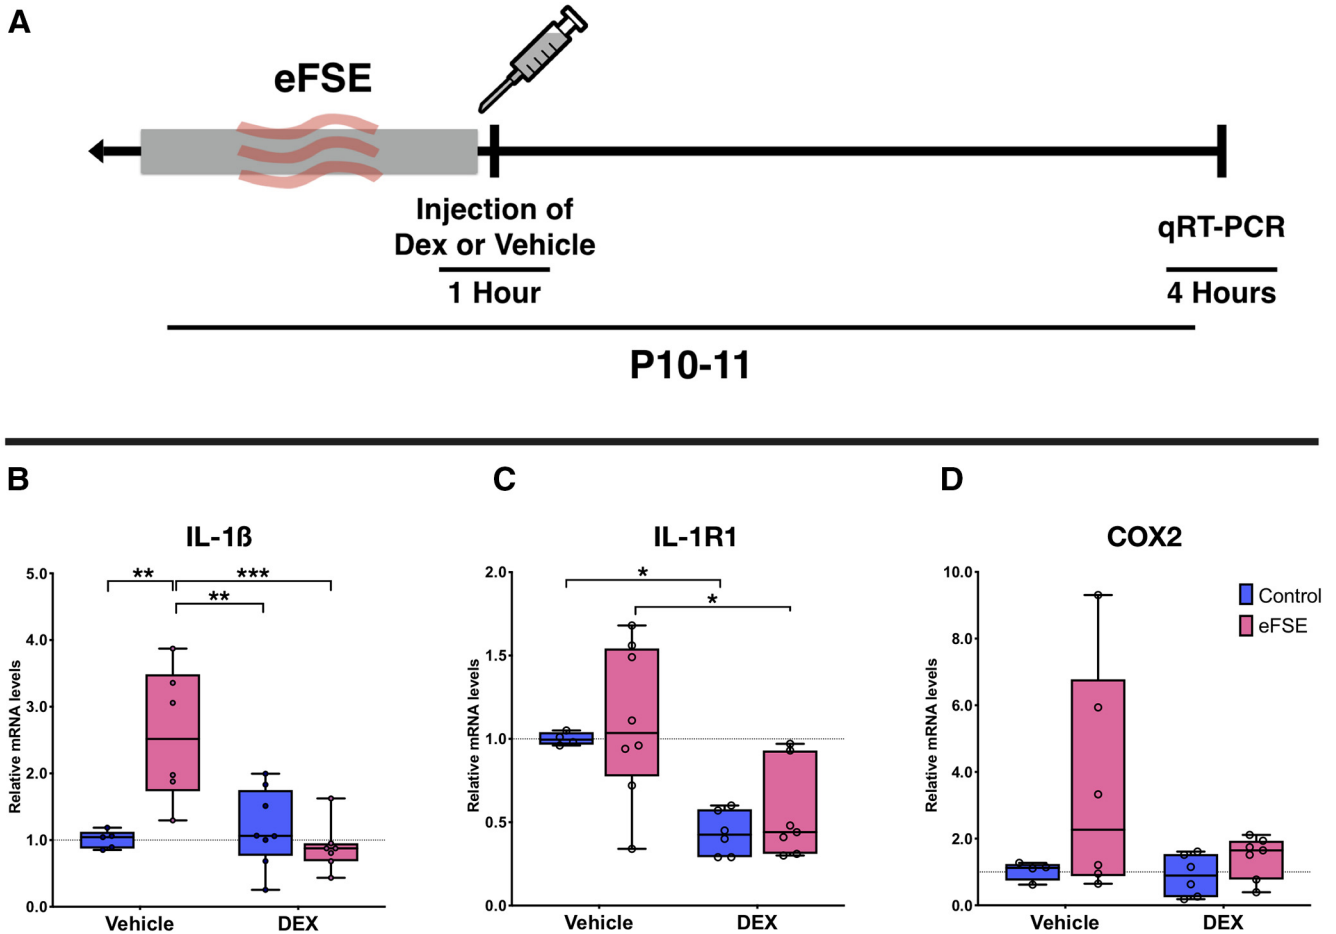 A
eFSE
Injection of
Dex or Vehicle
1 Hour
qRT-PCR
4 Hours
P10-11
B
IL-1ß
Relative mRNA levels
5.0
4.0
3.0
2.0
1.0
0.0
**
***
**
Vehicle
DEX
C
IL-1R1
Relative mRNA levels
2.0
1.5
1.0
0.5
0.0
*
*
Vehicle
DEX
D
COX2
Relative mRNA levels
10.0
8.0
6.0
4.0
2.0
0.0
Control
eFSE
Vehicle
DEX